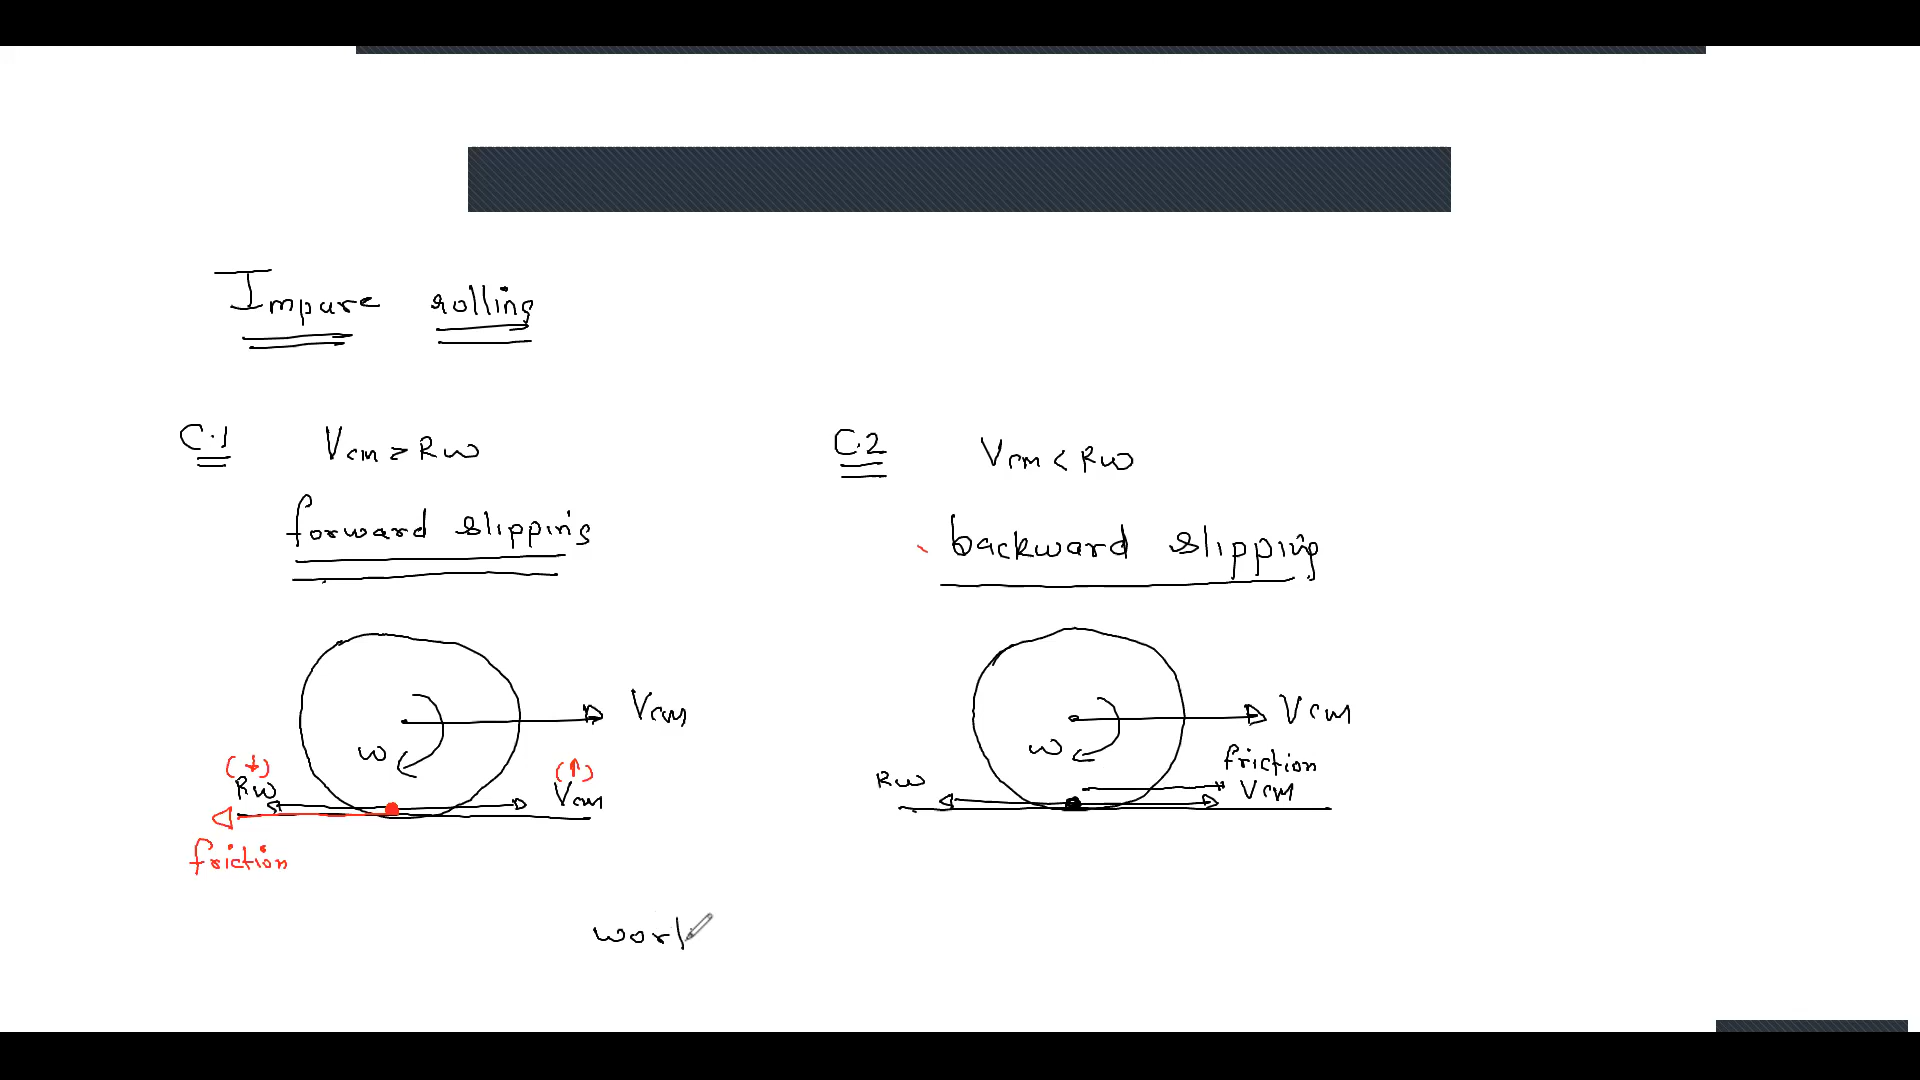 Impure rolling
C.1 Vcm > Rω
forward slipping
Vcm
ω
(↓) (↑)
Rω Vcm
friction
C.2 Vcm < Rω
backward slipping
Vcm
ω
friction
Rω Vcm
work